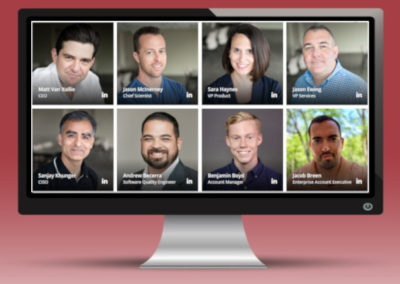 Matt Van Itallie
CEO
in
Jason McInerney
Chief Scientist
in
Sara Haynes
VP Product
in
Jason Ewing
VP Services
in
Sanjay Khunger
in
Andrew Becerra
Software Quality Engineer
in
Benjamin Boyd
Account Manager
in
Jacob Breen
Enterprise Account Executive
in